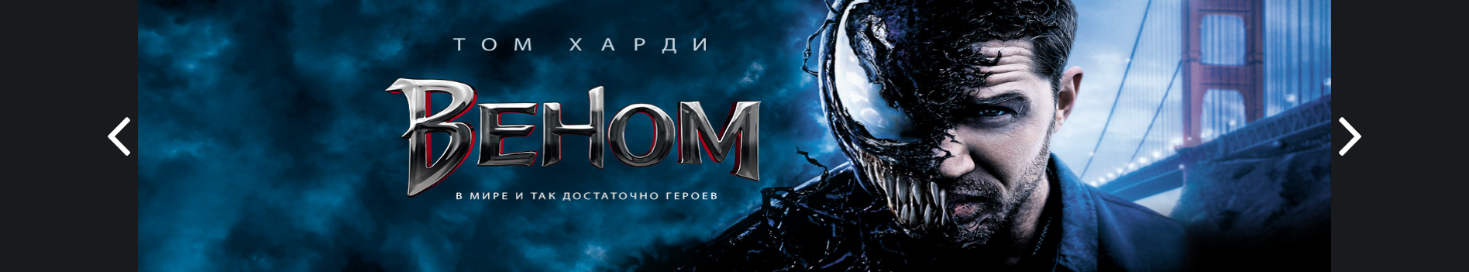 ТОМ ХАРДИ
ВЕНОМ
В МИРЕ И ТАК ДОСТАТОЧНО ГЕРОЕВ